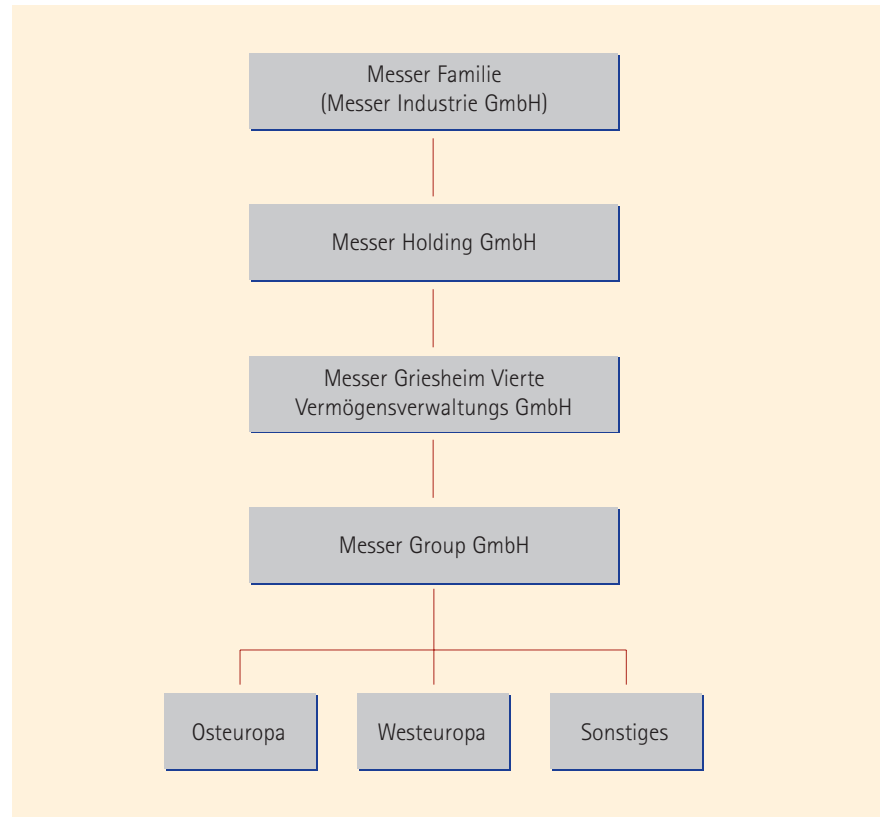 Messer Familie
(Messer Industrie GmbH)
Messer Holding GmbH
Messer Griesheim Vierte
Vermögensverwaltungs GmbH
Messer Group GmbH
Osteuropa
Westeuropa
Sonstiges